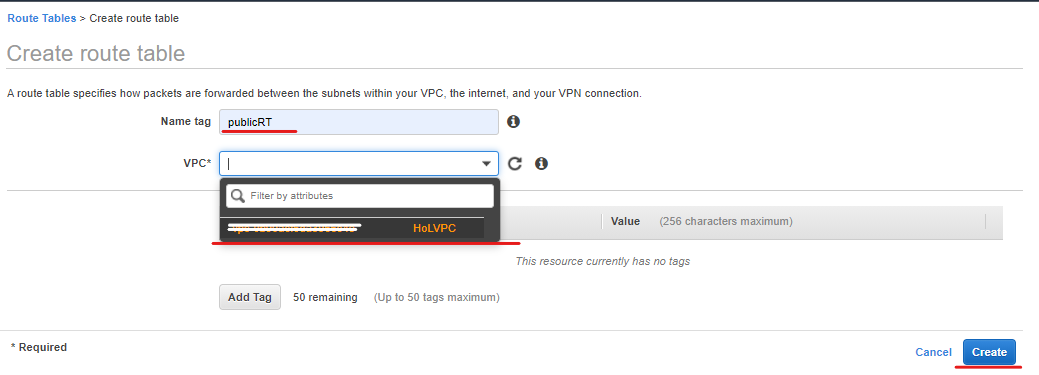 Route Tables > Create route table
Create route table
A route table specifies how packets are forwarded between the subnets within your VPC, the internet, and your VPN connection.
Name tag publicRT
VPC*
Filter by attributes
HoLVPC
Value (256 characters maximum)
This resource currently has no tags
Add Tag 50 remaining (Up to 50 tags maximum)
* Required
Cancel Create